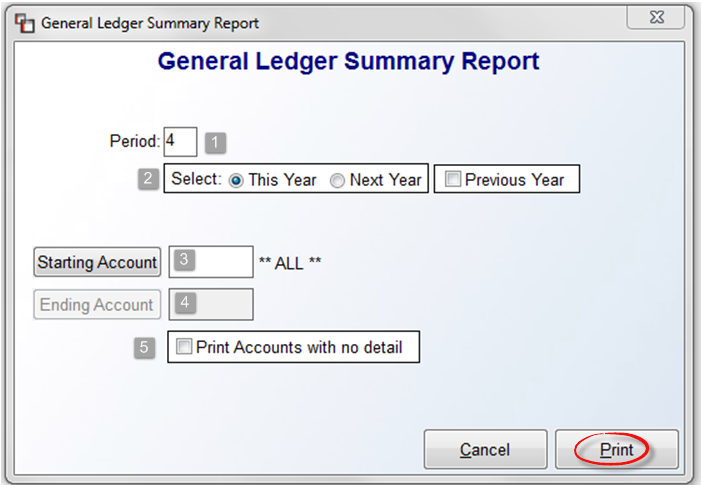 General Ledger Summary Report
General Ledger Summary Report
Period: 4 1
2 Select: This Year Next Year Previous Year
Starting Account 3 ** ALL **
Ending Account 4
5 Print Accounts with no detail
Cancel Print